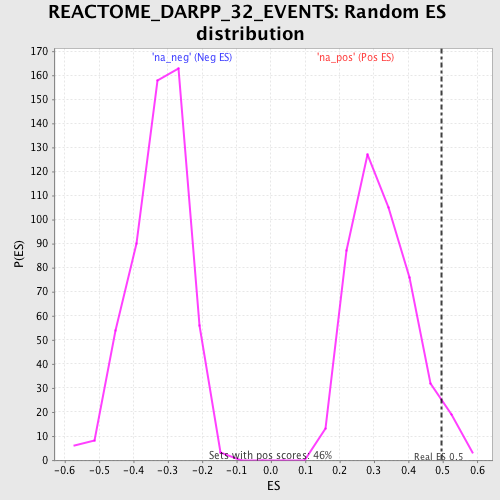 REACTOME_DARPP_32_EVENTS: Random ES
distribution
'na_neg' (Neg ES)
'na_pos' (Pos ES)
170
160
150
140
130
120
110
100
90
80
70
60
50
40
30
20
10
0
P(ES)
Sets with pos scores: 46%
Real ES 0.5
-0.6 -0.5 -0.4 -0.3 -0.2 -0.1 0.0 0.1 0.2 0.3 0.4 0.5 0.6
ES